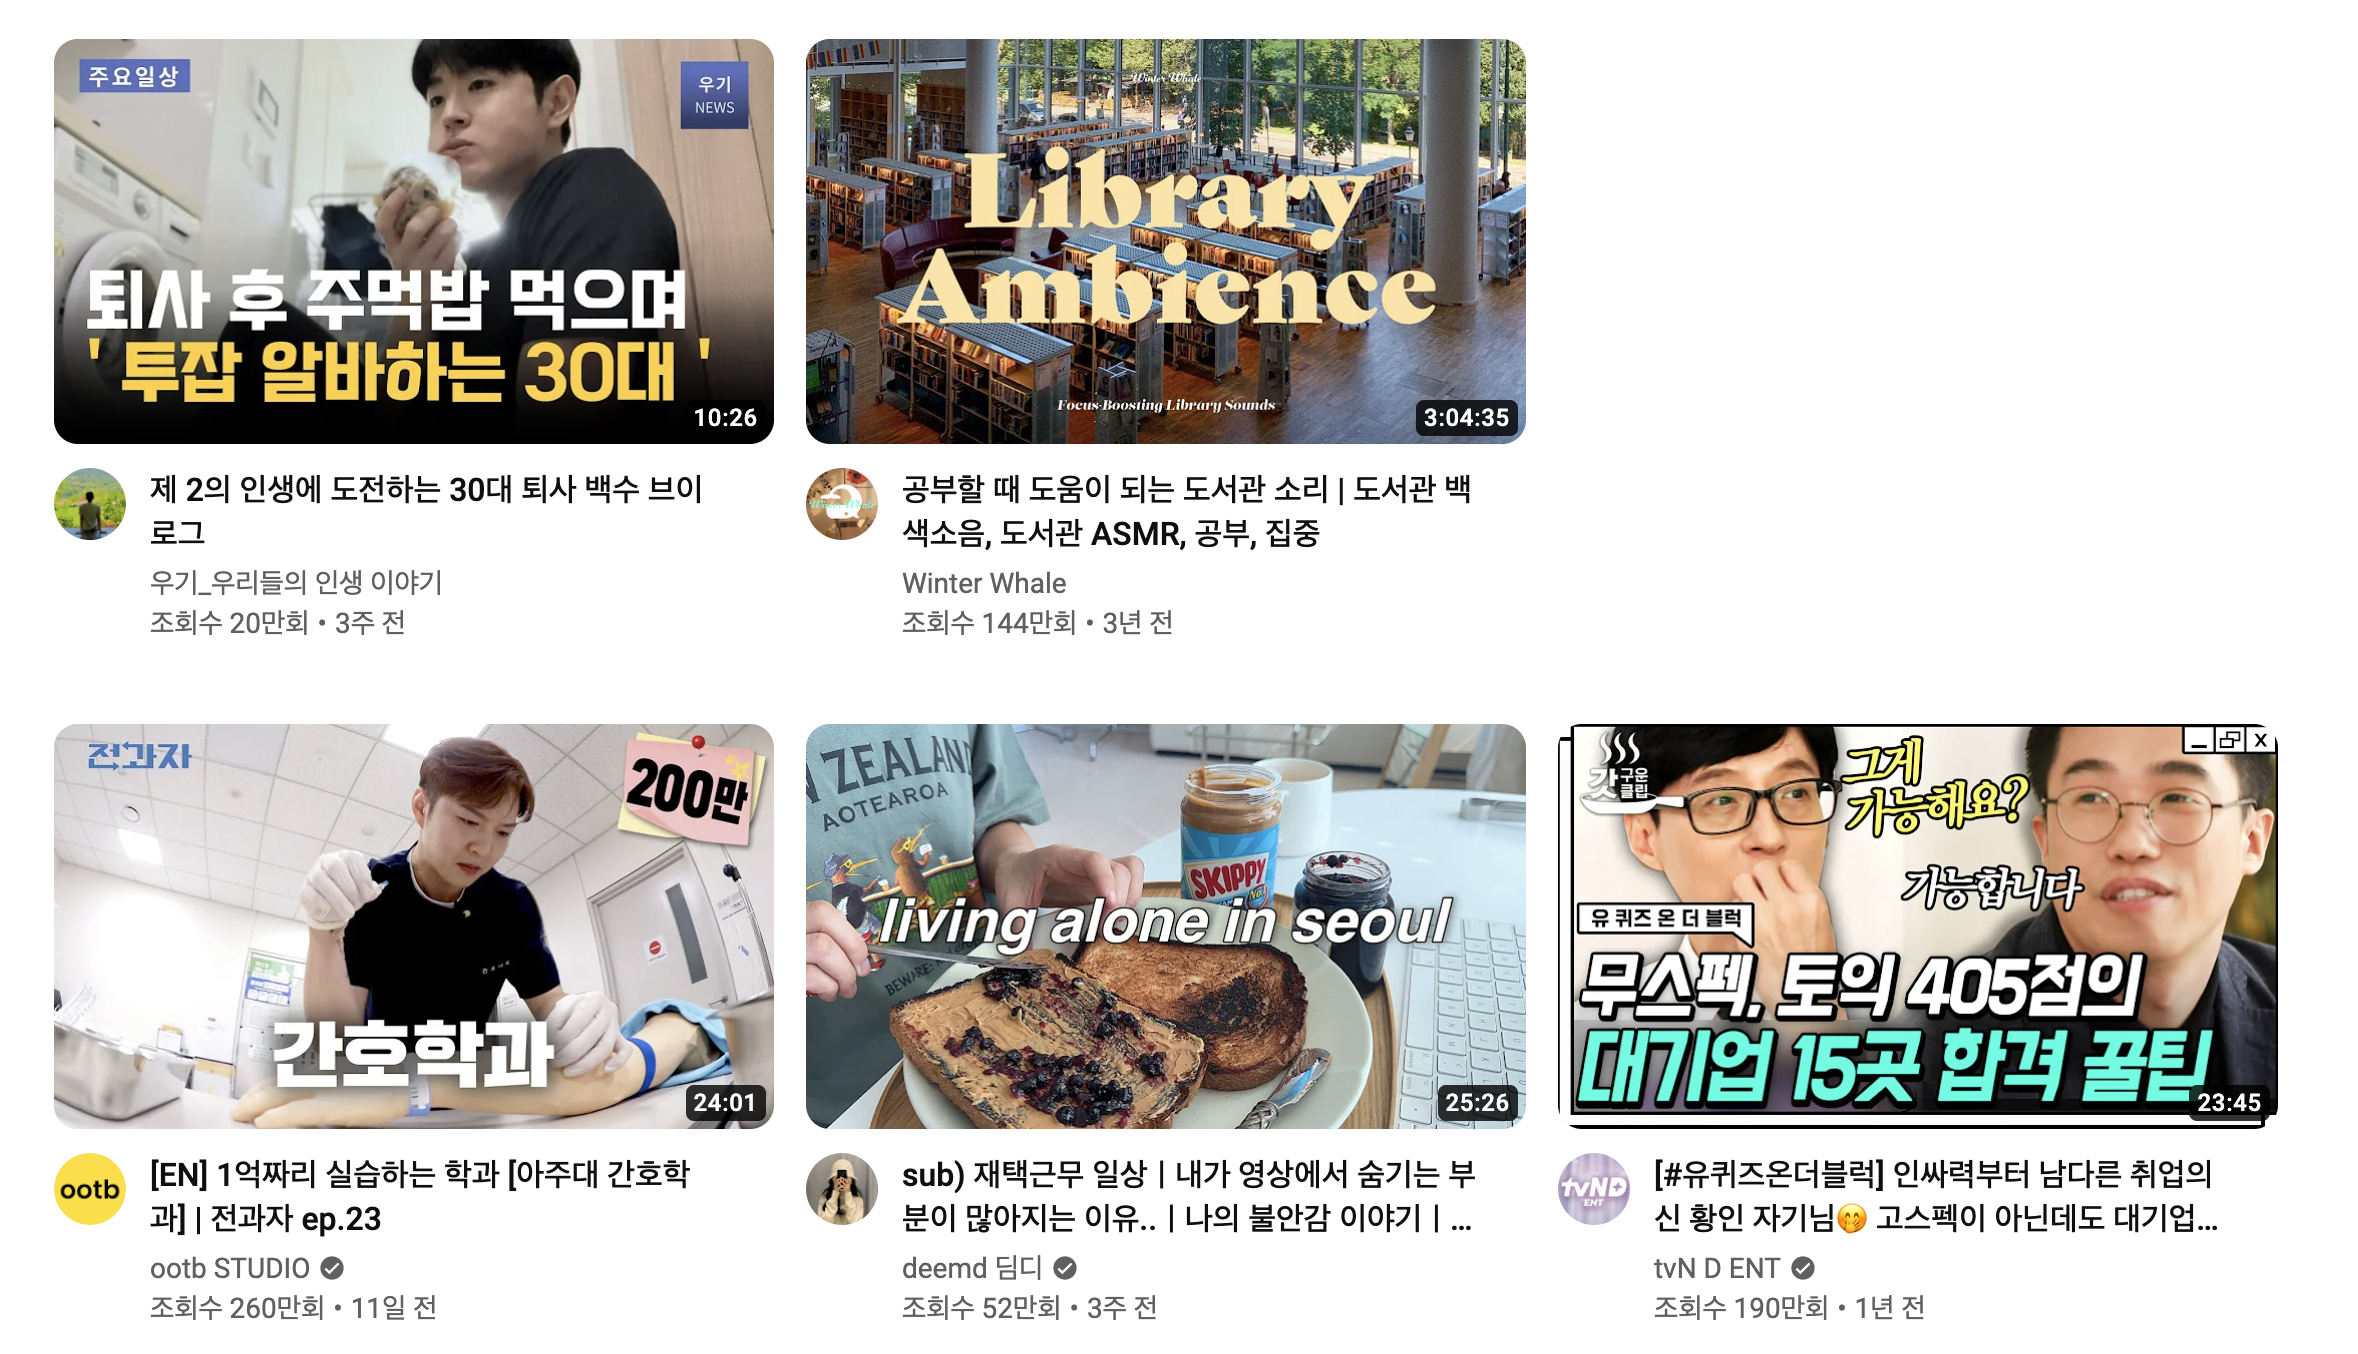 주요일상
우기
NEWS
퇴사 후 주먹밥 먹으며
' 투잡 알바하는 30대 '
10:26
제 2의 인생에 도전하는 30대 퇴사 백수 브이
로그
우기_우리들의 인생 이야기
조회수 20만회 • 3주 전
Winter Whale
Library
Ambience
Focus-Boosting Library Sounds
3:04:35
공부할 때 도움이 되는 도서관 소리 | 도서관 백
색소음, 도서관 ASMR, 공부, 집중
Winter Whale
조회수 144만회 • 3년 전
전과자
200만
간호학과
24:01
ootb
[EN] 1억짜리 실습하는 학과 [아주대 간호학
과] | 전과자 ep.23
ootb STUDIO
조회수 260만회 • 11일 전
ZEALAND
AOTEAROA
SKIPPY
living alone in seoul
BEWARE:
25:26
sub) 재택근무 일상ㅣ내가 영상에서 숨기는 부
분이 많아지는 이유..ㅣ나의 불안감 이야기ㅣ...
deemd 딤디
조회수 52만회 • 3주 전
갓구운
클립
그게
가능해요?
가능합니다
유 퀴즈 온 더 블럭
무스펙, 토익 405점의
대기업 15곳 합격 꿀팁
23:45
tvND
ENT
[#유퀴즈온더블럭] 인싸력부터 남다른 취업의
신 황인 자기님🤭 고스펙이 아닌데도 대기업...
tvN D ENT
조회수 190만회 • 1년 전